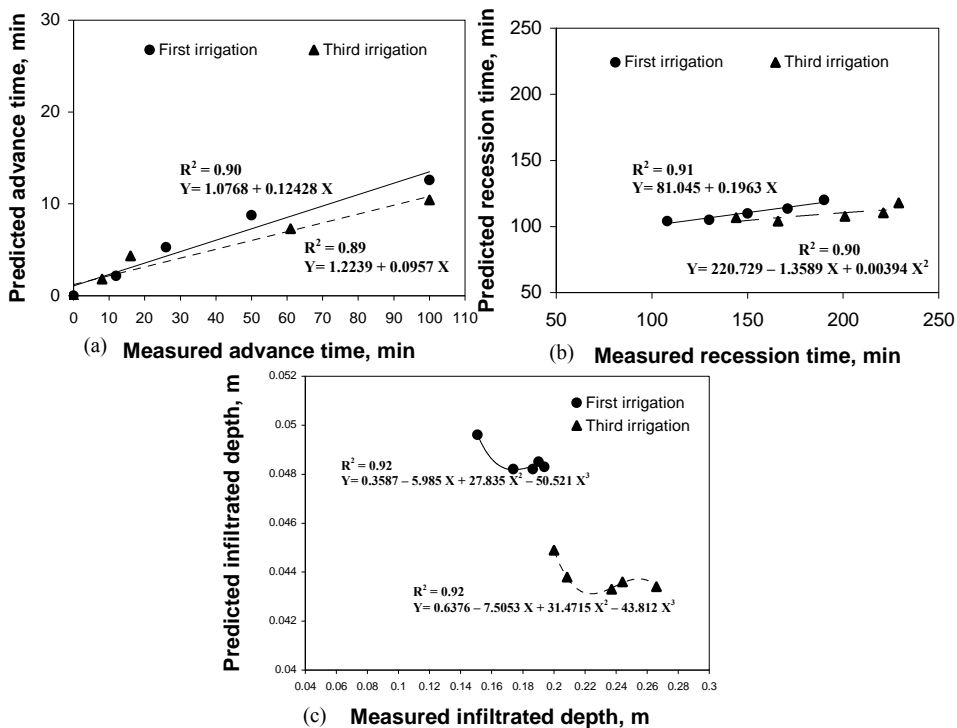 Predicted advance time, min
30
20
10
0
First irrigation
Third irrigation
R² = 0.90
Y= 1.0768 + 0.12428 X
R² = 0.89
Y= 1.2239 + 0.0957 X
0 10 20 30 40 50 60 70 80 90 100 110
(a) Measured advance time, min
Predicted recession time, min
250
200
150
100
50
First irrigation
Third irrigation
R² = 0.91
Y= 81.045 + 0.1963 X
R² = 0.90
Y= 220.729 – 1.3589 X + 0.00394 X²
50 100 150 200 250
(b) Measured recession time, min
Predicted infiltrated depth, m
0.052
0.05
0.048
0.046
0.044
0.042
0.04
First irrigation
Third irrigation
R² = 0.92
Y= 0.3587 – 5.985 X + 27.835 X² – 50.521 X³
R² = 0.92
Y= 0.6376 – 7.5053 X + 31.4715 X² – 43.812 X³
0.04 0.06 0.08 0.1 0.12 0.14 0.16 0.18 0.2 0.22 0.24 0.26 0.28 0.3
(c) Measured infiltrated depth, m